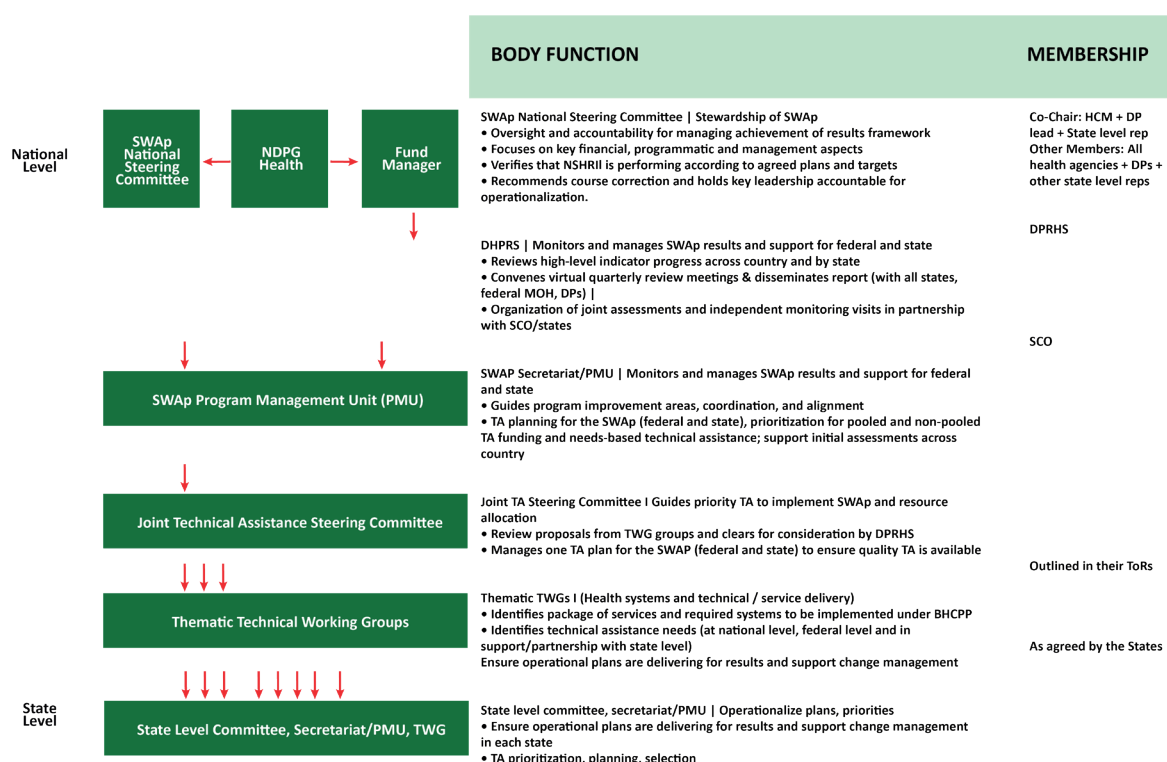 BODY FUNCTION
MEMBERSHIP
National
Level
SWAp
National
Steering
Committee
NDPG
Health
Fund
Manager
SWAp National Steering Committee | Stewardship of SWAp
• Oversight and accountability for managing achievement of results framework
• Focuses on key financial, programmatic and management aspects
• Verifies that NSHRII is performing according to agreed plans and targets
• Recommends course correction and holds key leadership accountable for
operationalization.
Co-Chair: HCM + DP
lead + State level rep
Other Members: All
health agencies + DPs +
other state level reps
DPRHS
DHPRS | Monitors and manages SWAp results and support for federal and state
• Reviews high-level indicator progress across country and by state
• Convenes virtual quarterly review meetings & disseminates report (with all states,
federal MOH, DPs) |
• Organization of joint assessments and independent monitoring visits in partnership
with SCO/states
SCO
SWAp Program Management Unit (PMU)
SWAP Secretariat/PMU | Monitors and manages SWAp results and support for federal
and state
• Guides program improvement areas, coordination, and alignment
• TA planning for the SWAp (federal and state), prioritization for pooled and non-pooled
TA funding and needs-based technical assistance; support initial assessments across
country
Joint Technical Assistance Steering Committee
Joint TA Steering Committee I Guides priority TA to implement SWAp and resource
allocation
• Review proposals from TWG groups and clears for consideration by DPRHS
• Manages one TA plan for the SWAP (federal and state) to ensure quality TA is available
Outlined in their ToRs
Thematic Technical Working Groups
Thematic TWGs I (Health systems and technical / service delivery)
• Identifies package of services and required systems to be implemented under BHCPP
• Identifies technical assistance needs (at national level, federal level and in
support/partnership with state level)
Ensure operational plans are delivering for results and support change management
As agreed by the States
State
Level
State Level Committee, Secretariat/PMU, TWG
State level committee, secretariat/PMU | Operationalize plans, priorities
• Ensure operational plans are delivering for results and support change management
in each state
• TA prioritization, planning, selection